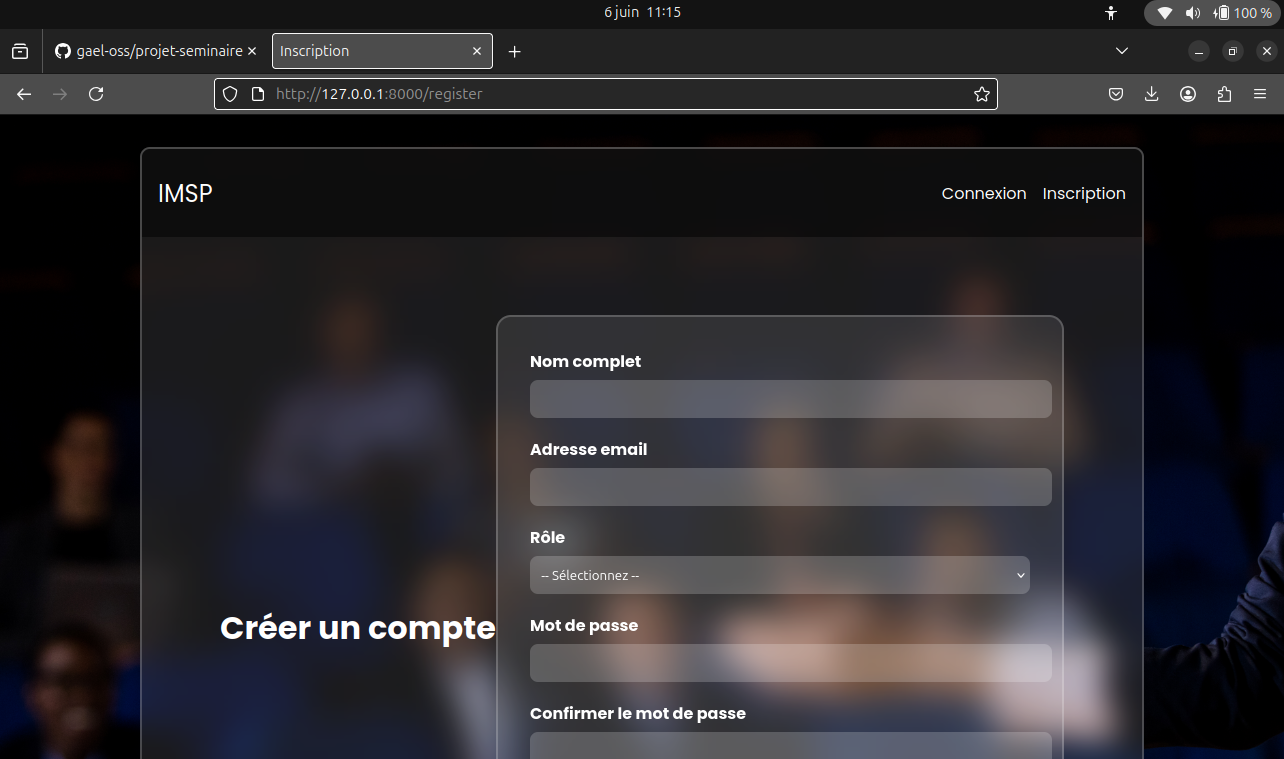 6 juin 11:15
100 %
gael-oss/projet-seminaire
Inscription
http://127.0.0.1:8000/register
IMSP
Connexion
Inscription
Nom complet
Adresse email
Rôle
-- Sélectionnez --
Créer un compte
Mot de passe
Confirmer le mot de passe